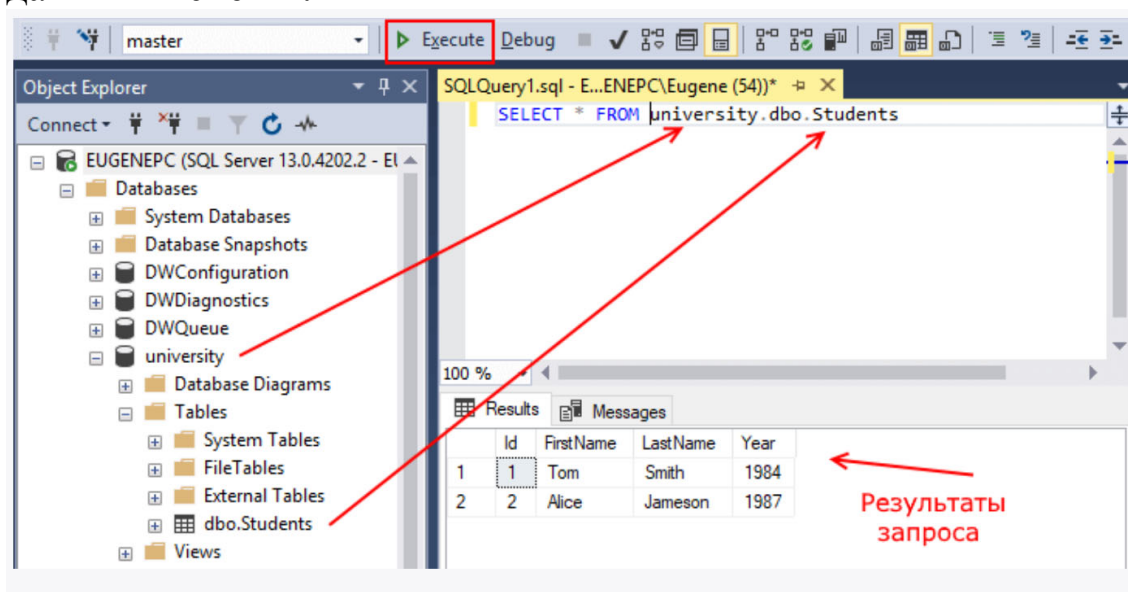 master
Execute
Debug
Object Explorer
SQLQuery1.sql - E...ENEPC\Eugene (54))*
SELECT * FROM university.dbo.Students
Connect
EUGENEPC (SQL Server 13.0.4202.2 - EU
Databases
System Databases
Database Snapshots
DWConfiguration
DWDiagnostics
DWQueue
university
Database Diagrams
Tables
System Tables
FileTables
External Tables
dbo.Students
Views
100 %
Results
Messages
Id FirstName LastName Year
1 1 Tom Smith 1984
2 2 Alice Jameson 1987
Результаты
запроса